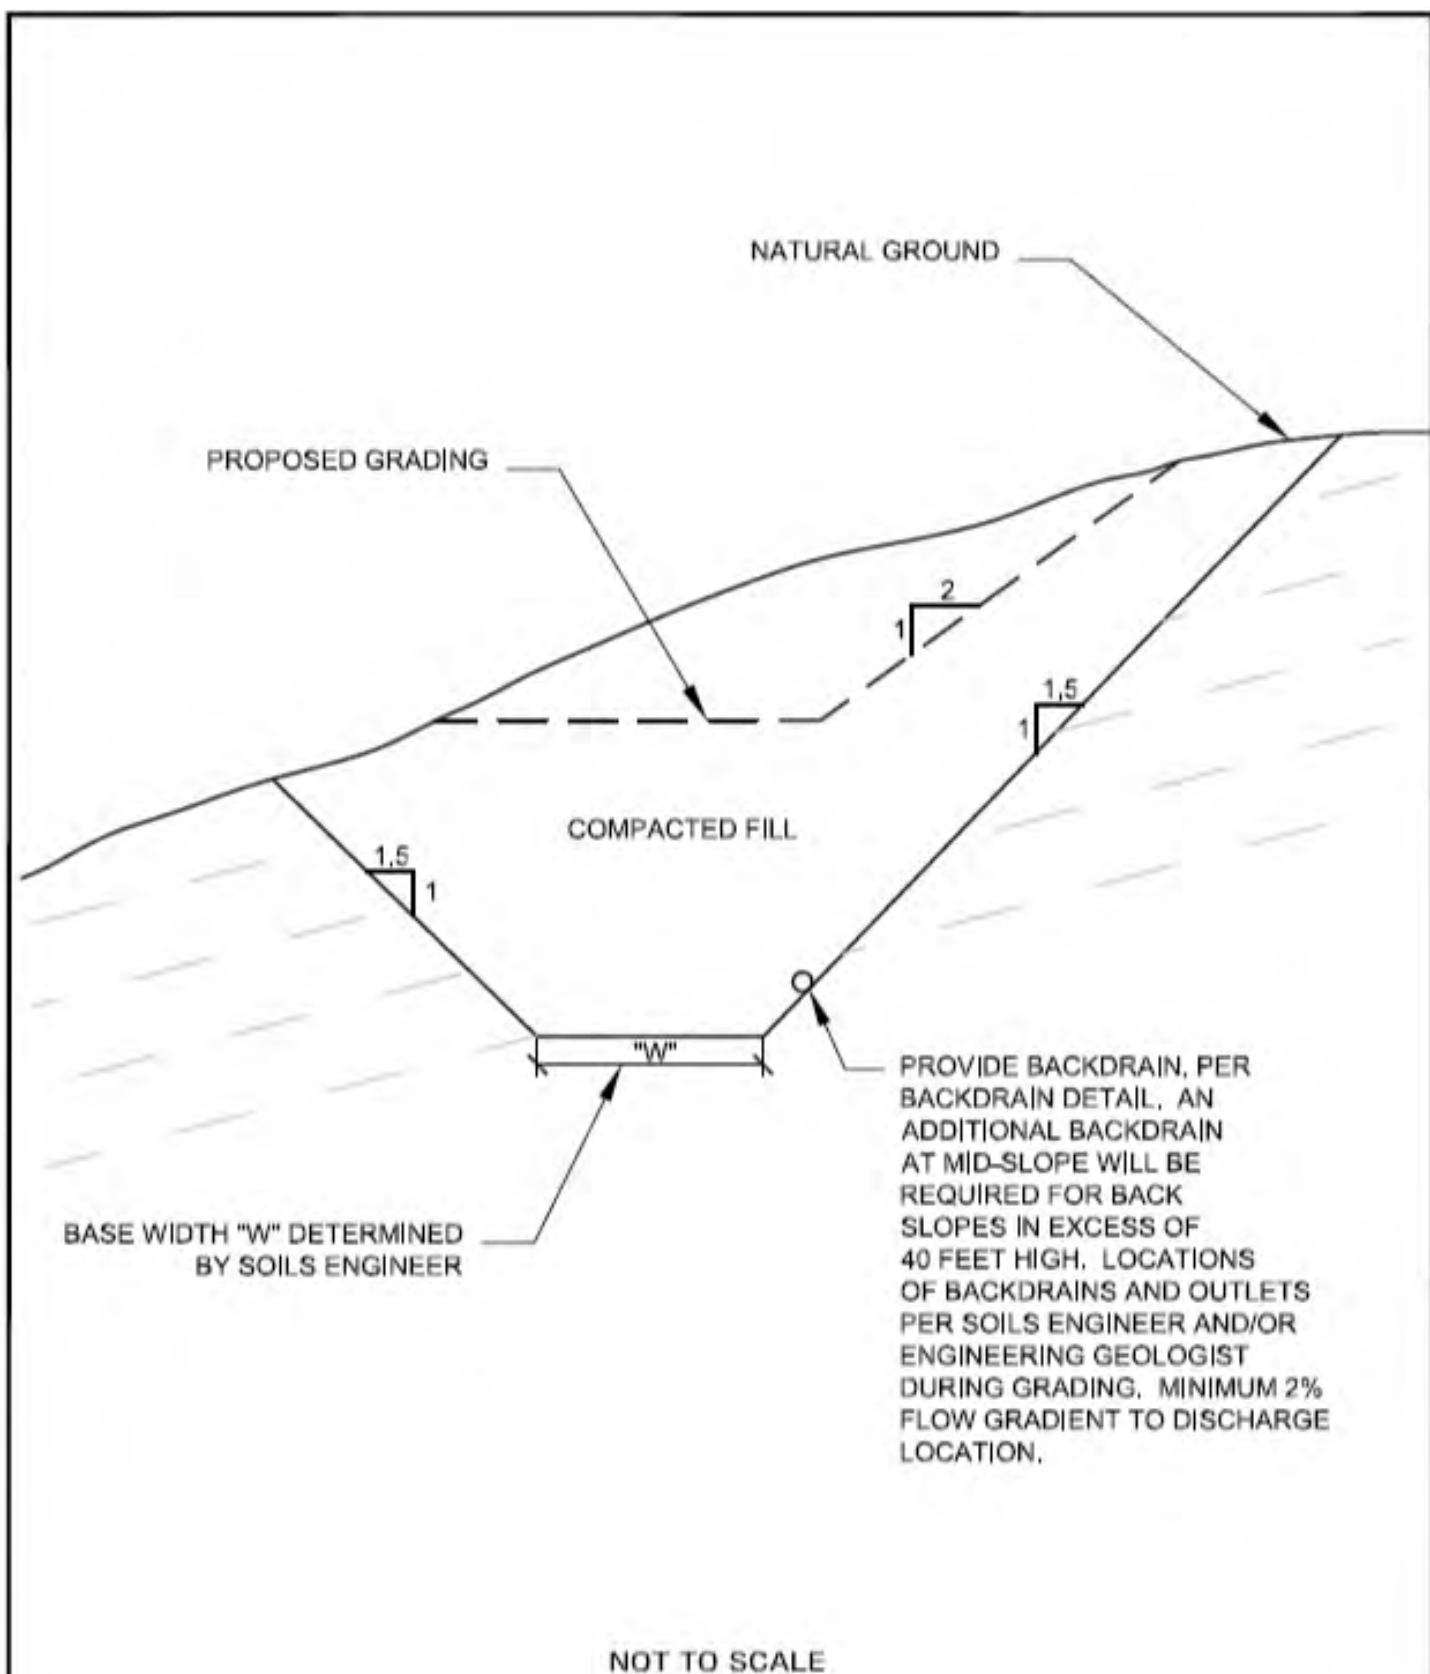 NATURAL GROUND
PROPOSED GRADING
2
1
1.5
1
COMPACTED FILL
1.5
1
"W"
PROVIDE BACKDRAIN, PER
BACKDRAIN DETAIL. AN
ADDITIONAL BACKDRAIN
AT MID-SLOPE WILL BE
REQUIRED FOR BACK
SLOPES IN EXCESS OF
40 FEET HIGH. LOCATIONS
OF BACKDRAINS AND OUTLETS
PER SOILS ENGINEER AND/OR
ENGINEERING GEOLOGIST
DURING GRADING. MINIMUM 2%
FLOW GRADIENT TO DISCHARGE
LOCATION.
BASE WIDTH "W" DETERMINED
BY SOILS ENGINEER
NOT TO SCALE